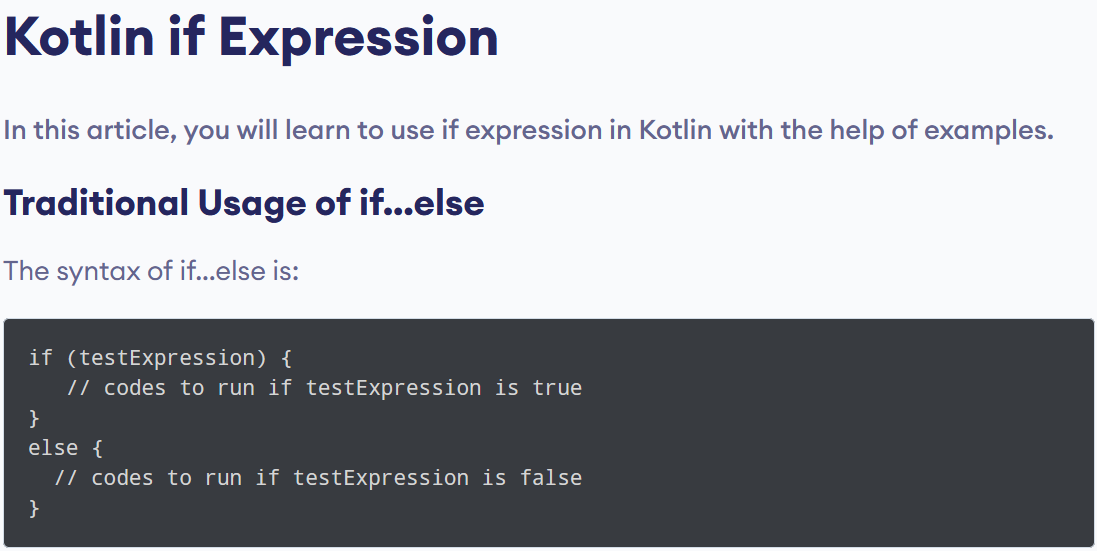 Kotlin if Expression
In this article, you will learn to use if expression in Kotlin with the help of examples.
Traditional Usage of if...else
The syntax of if...else is:
if (testExpression) {
   // codes to run if testExpression is true
}
else {
  // codes to run if testExpression is false
}